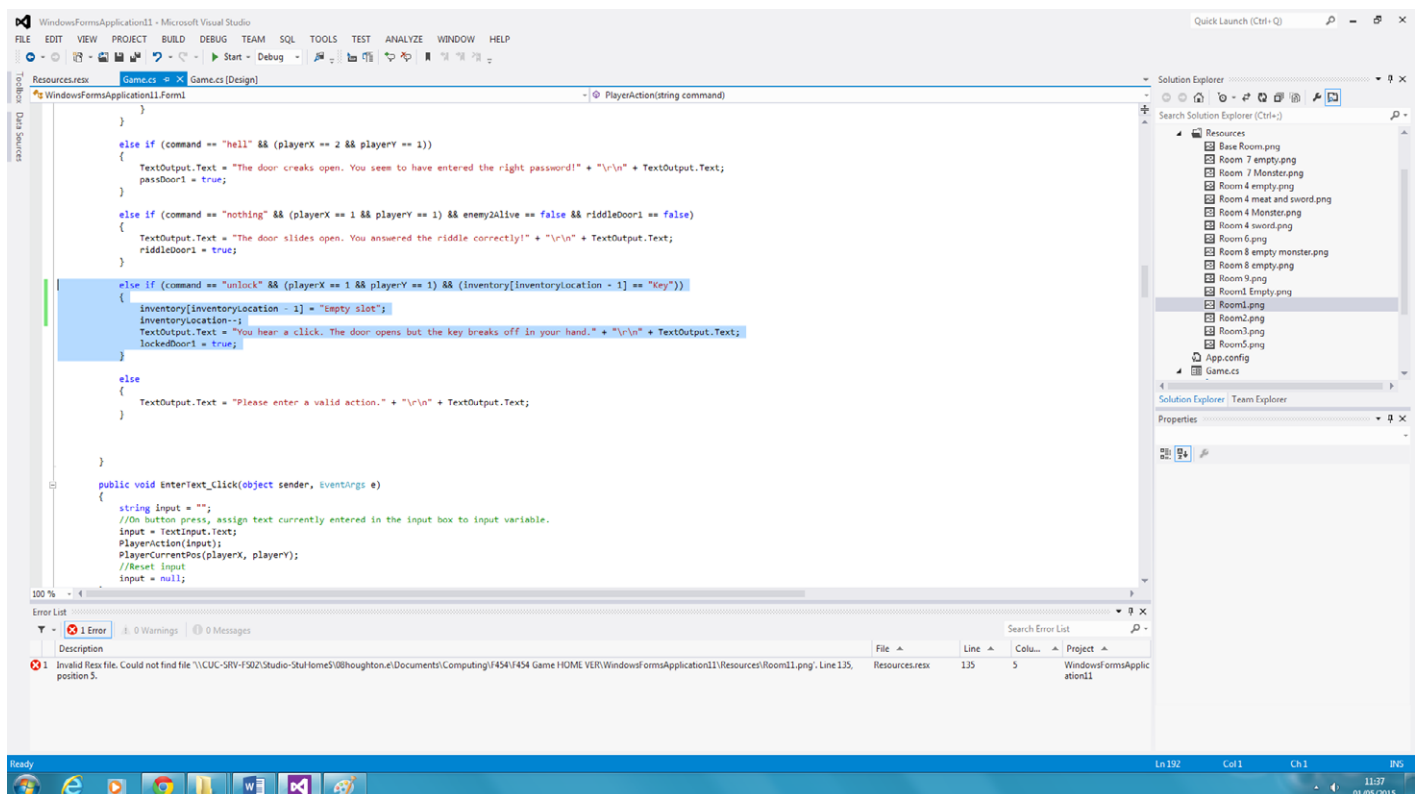 WindowsFormsApplication11 - Microsoft Visual Studio
Quick Launch (Ctrl+Q)
FILE EDIT VIEW PROJECT BUILD DEBUG TEAM SQL TOOLS TEST ANALYZE WINDOW HELP
Start Debug
Toolbox
Data Sources
Resources.resx Game.cs Game.cs [Design]
WindowsFormsApplication11.Form1 PlayerAction(string command)
}
}
else if (command == "hell" && (playerX == 2 && playerY == 1))
{
TextOutput.Text = "The door creaks open. You seem to have entered the right password!" + "\r\n" + TextOutput.Text;
passDoor1 = true;
}
else if (command == "nothing" && (playerX == 1 && playerY == 1) && enemy2Alive == false && riddleDoor1 == false)
{
TextOutput.Text = "The door slides open. You answered the riddle correctly!" + "\r\n" + TextOutput.Text;
riddleDoor1 = true;
}
else if (command == "unlock" && (playerX == 1 && playerY == 1) && (inventory[inventoryLocation - 1] == "Key"))
{
inventory[inventoryLocation - 1] = "Empty slot";
inventoryLocation--;
TextOutput.Text = "You hear a click. The door opens but the key breaks off in your hand." + "\r\n" + TextOutput.Text;
lockedDoor1 = true;
}
else
{
TextOutput.Text = "Please enter a valid action." + "\r\n" + TextOutput.Text;
}
}
public void EnterText_Click(object sender, EventArgs e)
{
string input = "";
//On button press, assign text currently entered in the input box to input variable.
input = TextInput.Text;
PlayerAction(input);
PlayerCurrentPos(playerX, playerY);
//Reset input
input = null;
100 %
Solution Explorer
Search Solution Explorer (Ctrl+;)
Resources
Base Room.png
Room 7 empty.png
Room 7 Monster.png
Room 4 empty.png
Room 4 meat and sword.png
Room 4 Monster.png
Room 4 sword.png
Room 6.png
Room 8 empty monster.png
Room 8 empty.png
Room 9.png
Room1 Empty.png
Room1.png
Room2.png
Room3.png
Room5.png
App.config
Game.cs
Solution Explorer Team Explorer
Properties
Error List
1 Error 0 Warnings 0 Messages
Search Error List
Description File Line Colu... Project
1 Invalid Resx file. Could not find file '\\CUC-SRV-FS02\Studio-StuHomeS\08houghton.e\Documents\Computing\F454\F454 Game HOME VER\WindowsFormsApplication11\Resources\Room11.png'. Line 135, position 5. Resources.resx 135 5 WindowsFormsApplication11
Ready Ln 192 Col 1 Ch 1 INS
11:37
01/05/2015